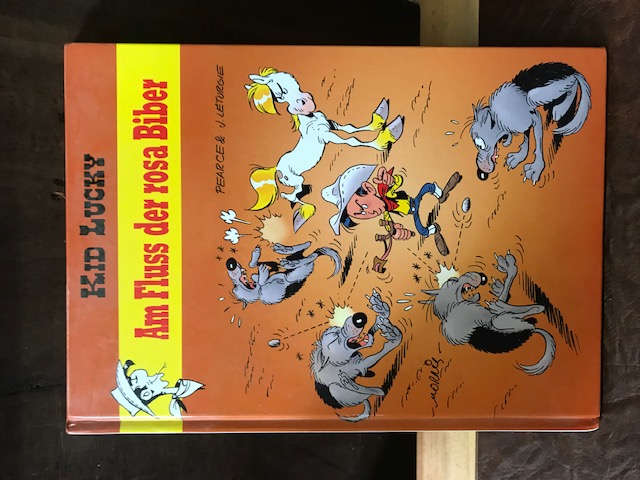 KID LUCKY
Am Fluss der rosa Biber
PEARCE & J. LÉTURGIE
MORRIS